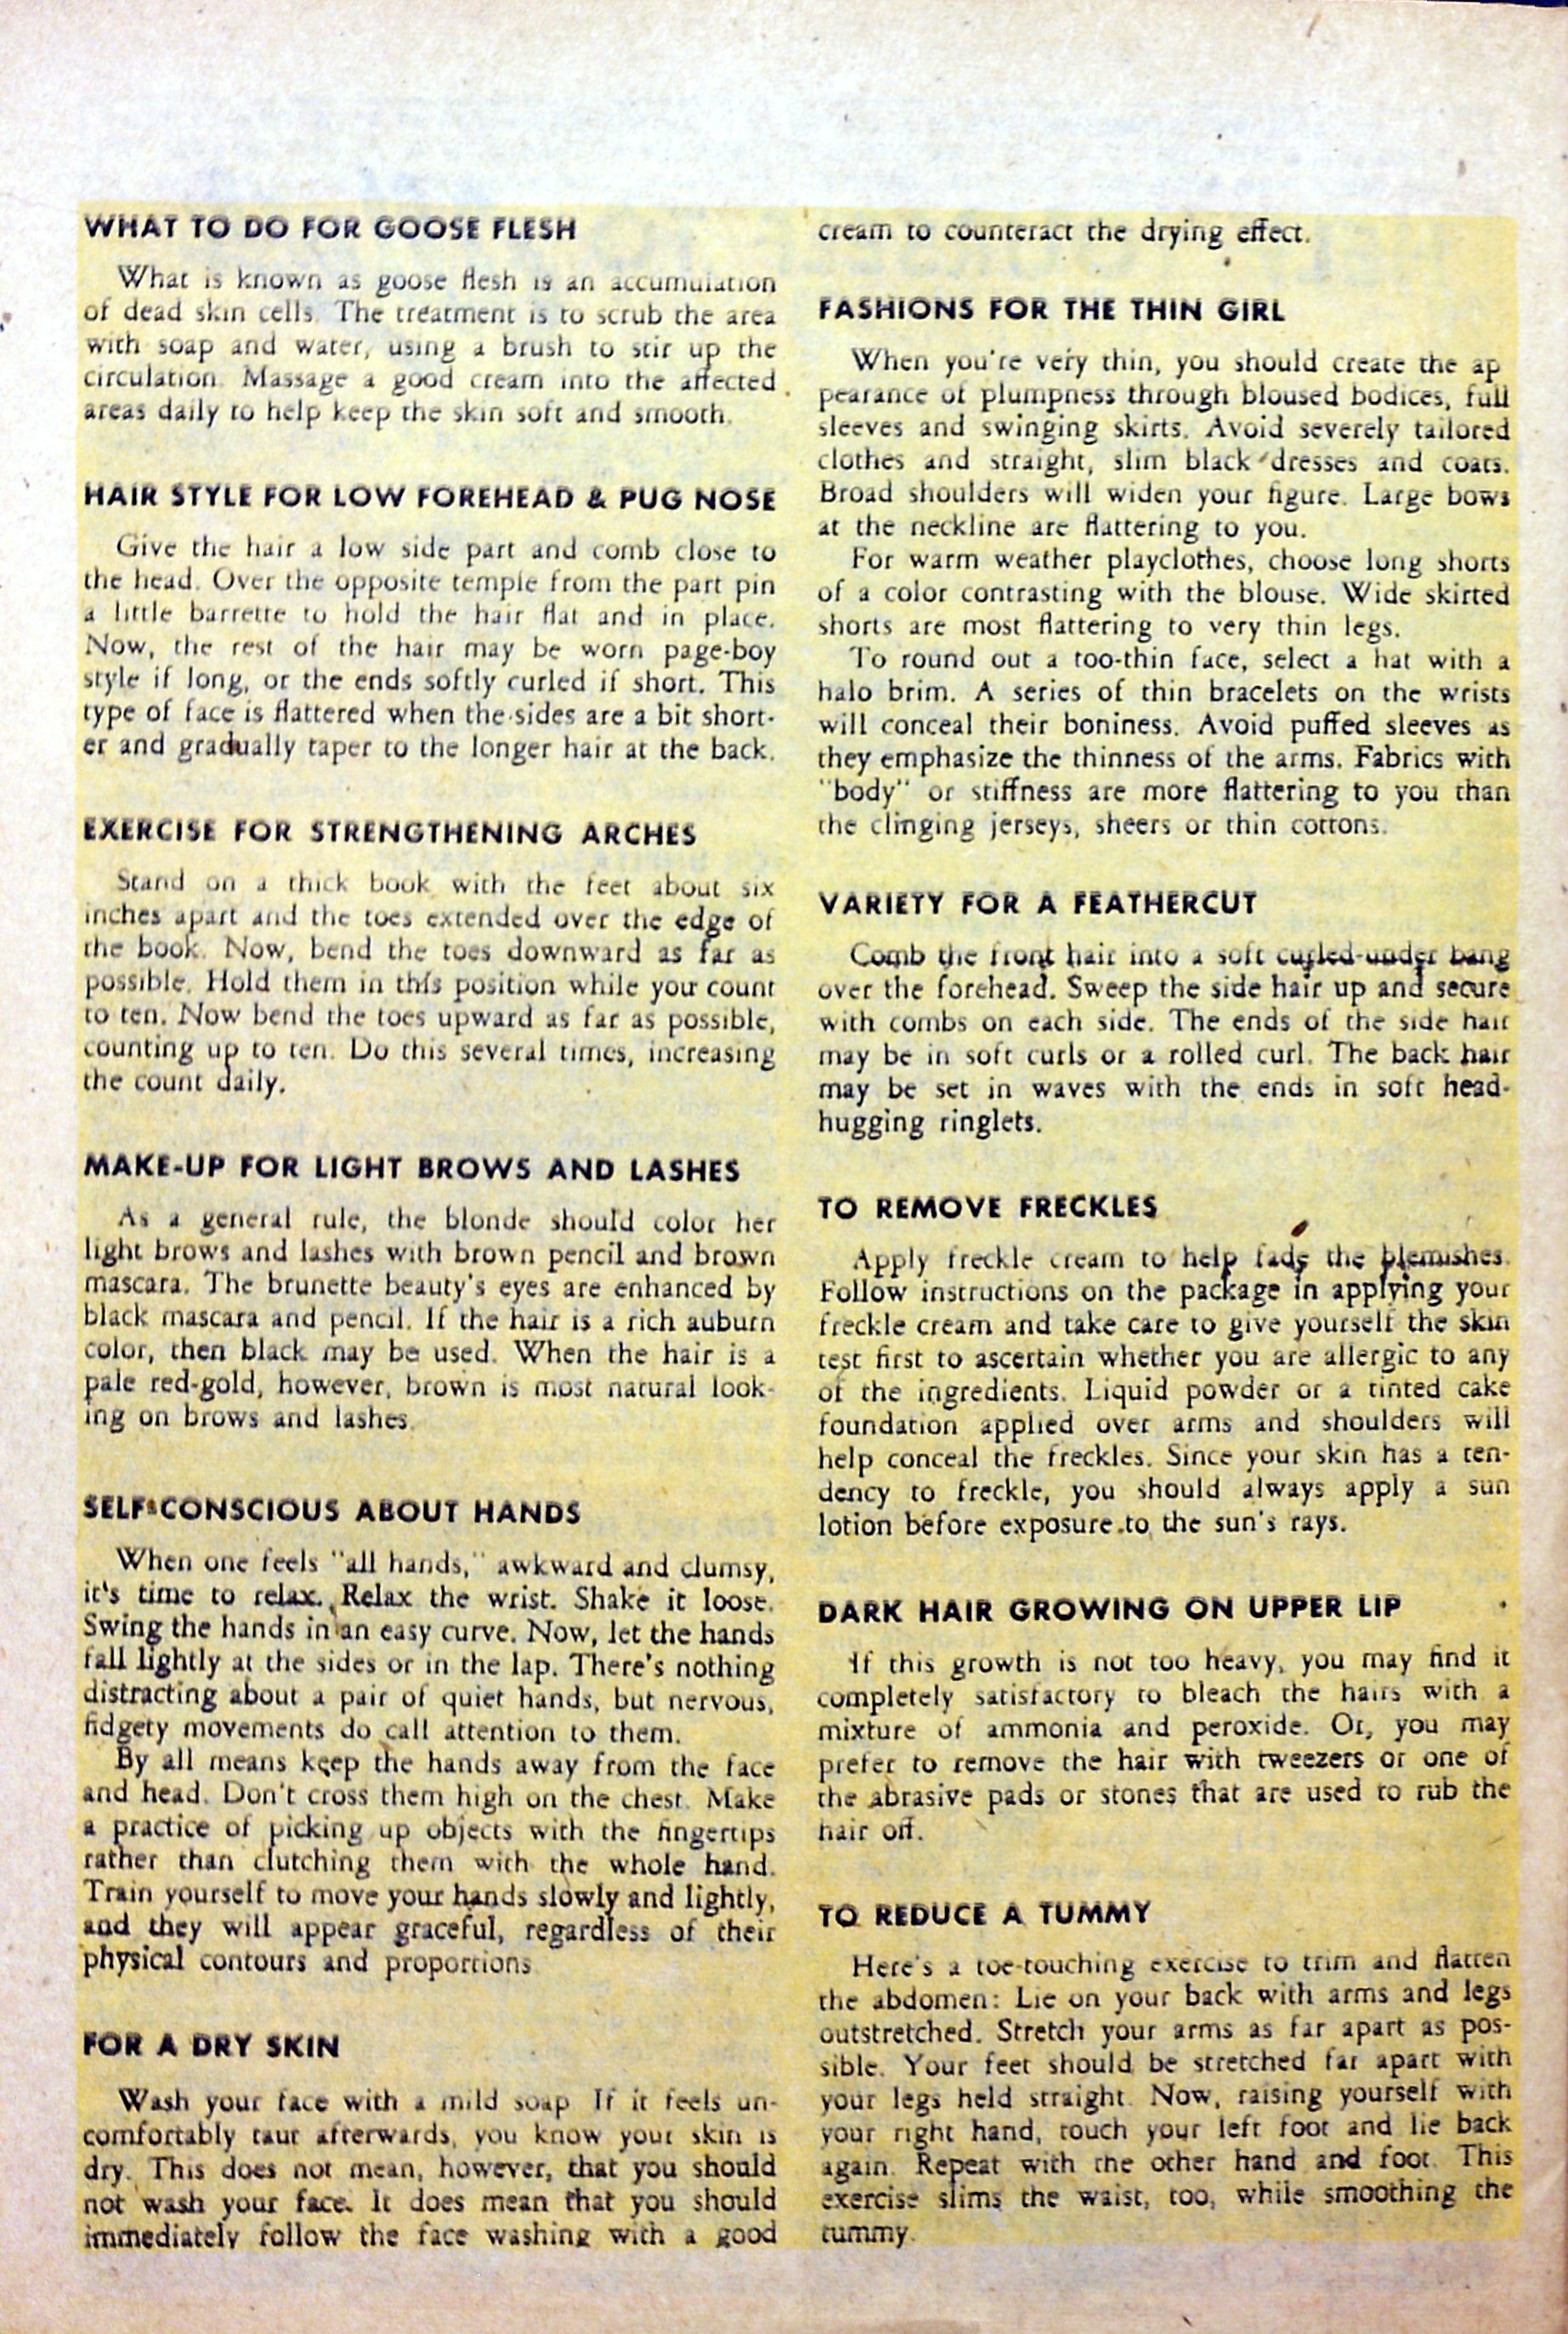 WHAT TO DO FOR GOOSE FLESH
What is known as goose flesh is an accumulation
of dead skin cells. The treatment is to scrub the area
with soap and water, using a brush to stir up the
circulation. Massage a good cream into the affected
areas daily to help keep the skin soft and smooth.
HAIR STYLE FOR LOW FOREHEAD & PUG NOSE
Give the hair a low side part and comb close to
the head. Over the opposite temple from the part pin
a little barrette to hold the hair flat and in place.
Now, the rest of the hair may be worn page-boy
style if long, or the ends softly curled if short. This
type of face is flattered when the sides are a bit short-
er and gradually taper to the longer hair at the back.
EXERCISE FOR STRENGTHENING ARCHES
Stand on a thick book with the feet about six
inches apart and the toes extended over the edge of
the book. Now, bend the toes downward as far as
possible. Hold them in this position while you count
to ten. Now bend the toes upward as far as possible,
counting up to ten. Do this several times, increasing
the count daily.
MAKE-UP FOR LIGHT BROWS AND LASHES
As a general rule, the blonde should color her
light brows and lashes with brown pencil and brown
mascara. The brunette beauty's eyes are enhanced by
black mascara and pencil. If the hair is a rich auburn
color, then black may be used. When the hair is a
pale red-gold, however, brown is most natural look-
ing on brows and lashes.
SELF-CONSCIOUS ABOUT HANDS
When one feels "all hands," awkward and clumsy,
it's time to relax. Relax the wrist. Shake it loose.
Swing the hands in an easy curve. Now, let the hands
fall lightly at the sides or in the lap. There's nothing
distracting about a pair of quiet hands, but nervous,
fidgety movements do call attention to them.
By all means keep the hands away from the face
and head. Don't cross them high on the chest. Make
a practice of picking up objects with the fingertips
rather than clutching them with the whole hand.
Train yourself to move your hands slowly and lightly,
and they will appear graceful, regardless of their
physical contours and proportions.
FOR A DRY SKIN
Wash your face with a mild soap. If it feels un-
comfortably taut afterwards, you know your skin is
dry. This does not mean, however, that you should
not wash your face. It does mean that you should
immediately follow the face washing with a good
cream to counteract the drying effect.
FASHIONS FOR THE THIN GIRL
When you're very thin, you should create the ap
pearance of plumpness through bloused bodices, full
sleeves and swinging skirts. Avoid severely tailored
clothes and straight, slim black dresses and coats.
Broad shoulders will widen your figure. Large bows
at the neckline are flattering to you.
For warm weather playclothes, choose long shorts
of a color contrasting with the blouse. Wide skirted
shorts are most flattering to very thin legs.
To round out a too-thin face, select a hat with a
halo brim. A series of thin bracelets on the wrists
will conceal their boniness. Avoid puffed sleeves as
they emphasize the thinness of the arms. Fabrics with
"body" or stiffness are more flattering to you than
the clinging jerseys, sheers or thin cottons.
VARIETY FOR A FEATHERCUT
Comb the front hair into a soft curled-under bang
over the forehead. Sweep the side hair up and secure
with combs on each side. The ends of the side hair
may be in soft curls or a rolled curl. The back hair
may be set in waves with the ends in soft head-
hugging ringlets.
TO REMOVE FRECKLES
Apply freckle cream to help fade the blemishes.
Follow instructions on the package in applying your
freckle cream and take care to give yourself the skin
test first to ascertain whether you are allergic to any
of the ingredients. Liquid powder or a tinted cake
foundation applied over arms and shoulders will
help conceal the freckles. Since your skin has a ten-
dency to freckle, you should always apply a sun
lotion before exposure to the sun's rays.
DARK HAIR GROWING ON UPPER LIP
If this growth is not too heavy, you may find it
completely satisfactory to bleach the hairs with a
mixture of ammonia and peroxide. Or, you may
prefer to remove the hair with tweezers or one of
the abrasive pads or stones that are used to rub the
hair off.
TO REDUCE A TUMMY
Here's a toe-touching exercise to trim and flatten
the abdomen: Lie on your back with arms and legs
outstretched. Stretch your arms as far apart as pos-
sible. Your feet should be stretched far apart with
your legs held straight. Now, raising yourself with
your right hand, touch your left foot and lie back
again. Repeat with the other hand and foot. This
exercise slims the waist, too, while smoothing the
tummy.